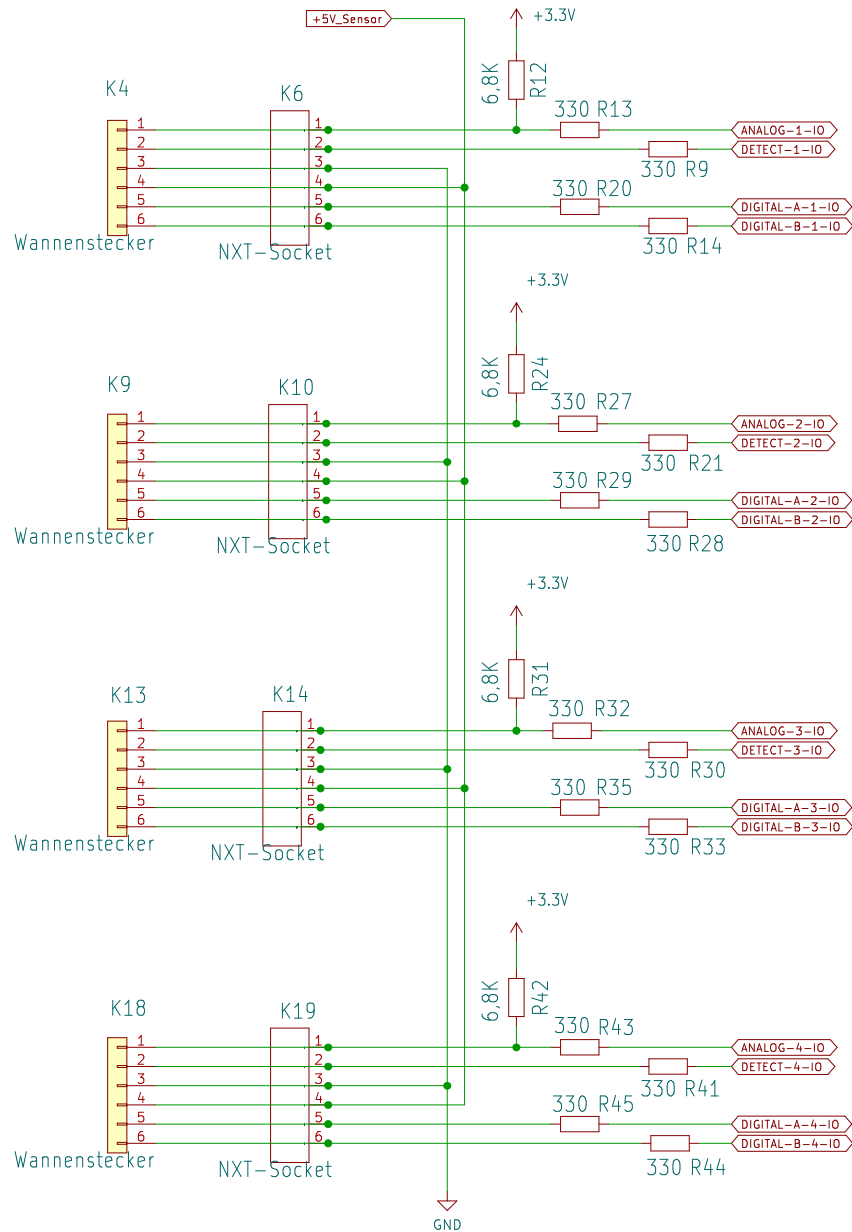 +5V_Sensor
+3.3V
K4
K6
6,8K
R12
330 R13
1
1
ANALOG-1-IO
2
2
DETECT-1-IO
3
3
330 R9
4
4
330 R20
5
5
DIGITAL-A-1-IO
6
6
DIGITAL-B-1-IO
Wannenstecker
NXT-Socket
330 R14
+3.3V
K9
K10
6,8K
R24
330 R27
1
1
ANALOG-2-IO
2
2
DETECT-2-IO
3
3
330 R21
4
4
330 R29
5
5
DIGITAL-A-2-IO
6
6
DIGITAL-B-2-IO
Wannenstecker
NXT-Socket
330 R28
+3.3V
K13
K14
6,8K
R31
330 R32
1
1
ANALOG-3-IO
2
2
DETECT-3-IO
3
3
330 R30
4
4
330 R35
5
5
DIGITAL-A-3-IO
6
6
DIGITAL-B-3-IO
Wannenstecker
NXT-Socket
330 R33
+3.3V
K18
K19
6,8K
R42
330 R43
1
1
ANALOG-4-IO
2
2
DETECT-4-IO
3
3
330 R41
4
4
330 R45
5
5
DIGITAL-A-4-IO
6
6
DIGITAL-B-4-IO
Wannenstecker
NXT-Socket
330 R44
GND